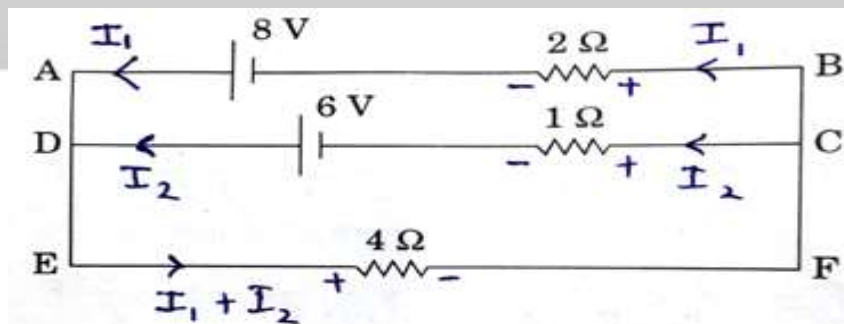 I₁ 8 V 2 Ω I₁
A - + B
6 V 1 Ω
D I₂ - + I₂ C
4 Ω
E + - F
I₁ + I₂